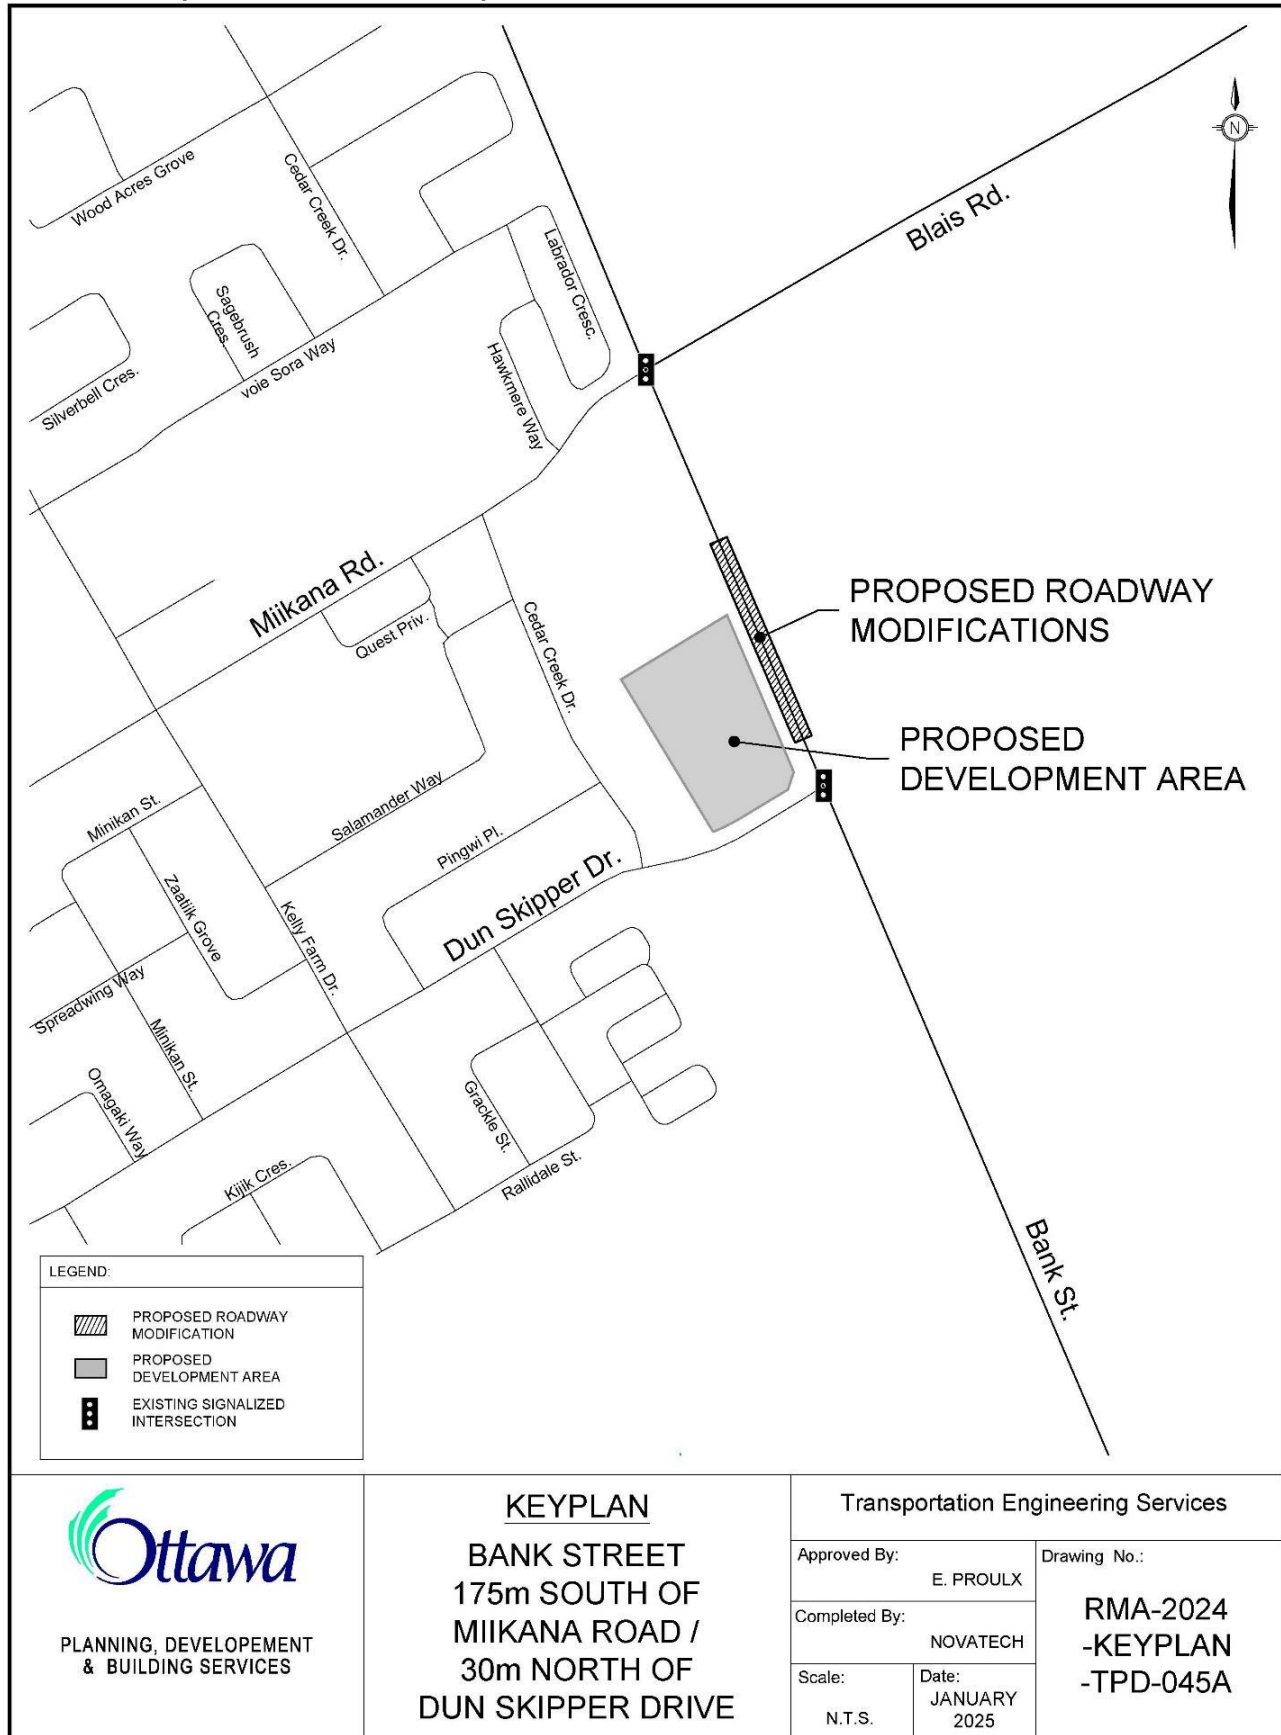 N
Blais Rd.
Wood Acres Grove
Cedar Creek Dr.
Labrador Cresc.
Sagebrush
Cres.
voie Sora Way
Silverbell Cres.
Hawkmere Way
Miikana Rd.
Quest Priv.
Cedar Creek Dr.
PROPOSED ROADWAY
MODIFICATIONS
PROPOSED
DEVELOPMENT AREA
Minikan St.
Salamander Way
Pingwi Pl.
Dun Skipper Dr.
Zaatiik Grove
Kelly Farm Dr.
Spreadwing Way
Minikan St.
Omagaki Way
Grackle St.
Rallidale St.
Kijik Cres.
Bank St.
LEGEND:
PROPOSED ROADWAY
MODIFICATION
PROPOSED
DEVELOPMENT AREA
EXISTING SIGNALIZED
INTERSECTION
Ottawa
PLANNING, DEVELOPEMENT
& BUILDING SERVICES
KEYPLAN
BANK STREET
175m SOUTH OF
MIIKANA ROAD /
30m NORTH OF
DUN SKIPPER DRIVE
Transportation Engineering Services
Approved By:
E. PROULX
Completed By:
NOVATECH
Scale:
N.T.S.
Date:
JANUARY
2025
Drawing No.:
RMA-2024
-KEYPLAN
-TPD-045A